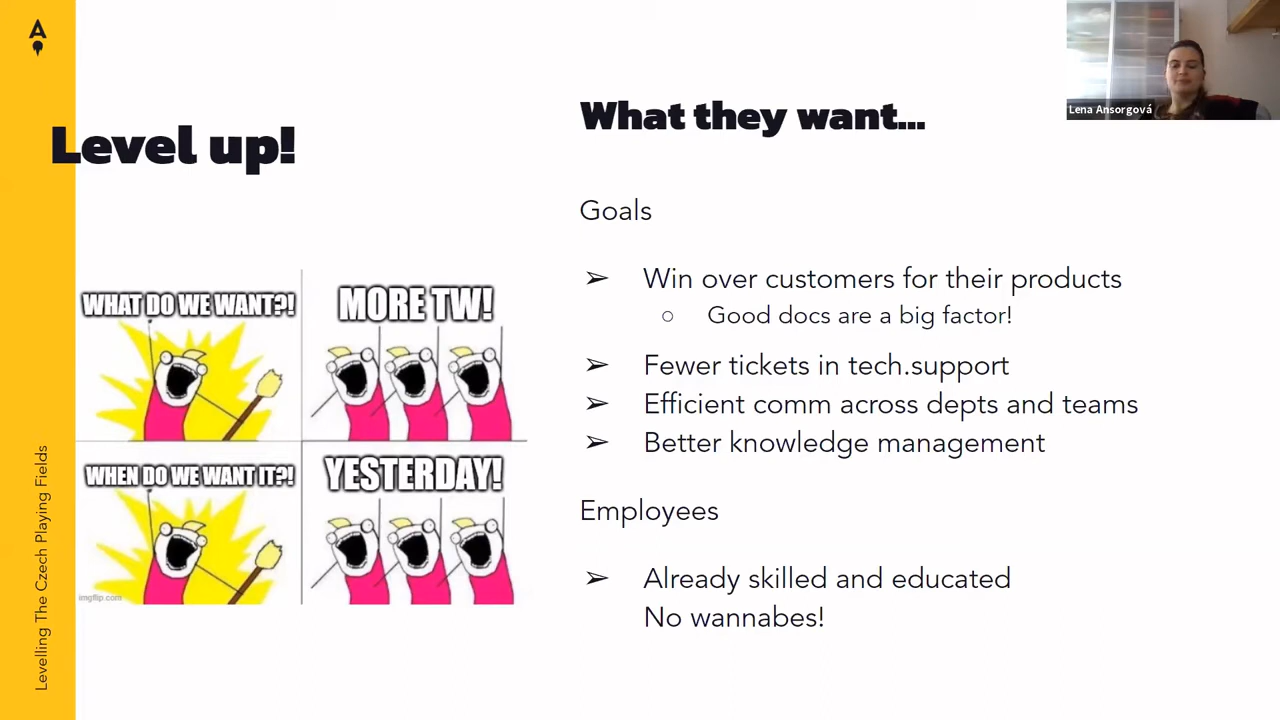 A
Level up!
WHAT DO WE WANT?!
MORE TW!
WHEN DO WE WANT IT?!
YESTERDAY!
imgflip.com
Levelling The Czech Playing Fields
What they want...
Goals
➢ Win over customers for their products
○ Good docs are a big factor!
➢ Fewer tickets in tech.support
➢ Efficient comm across depts and teams
➢ Better knowledge management
Employees
➢ Already skilled and educated
No wannabes!
Lena Ansorgová